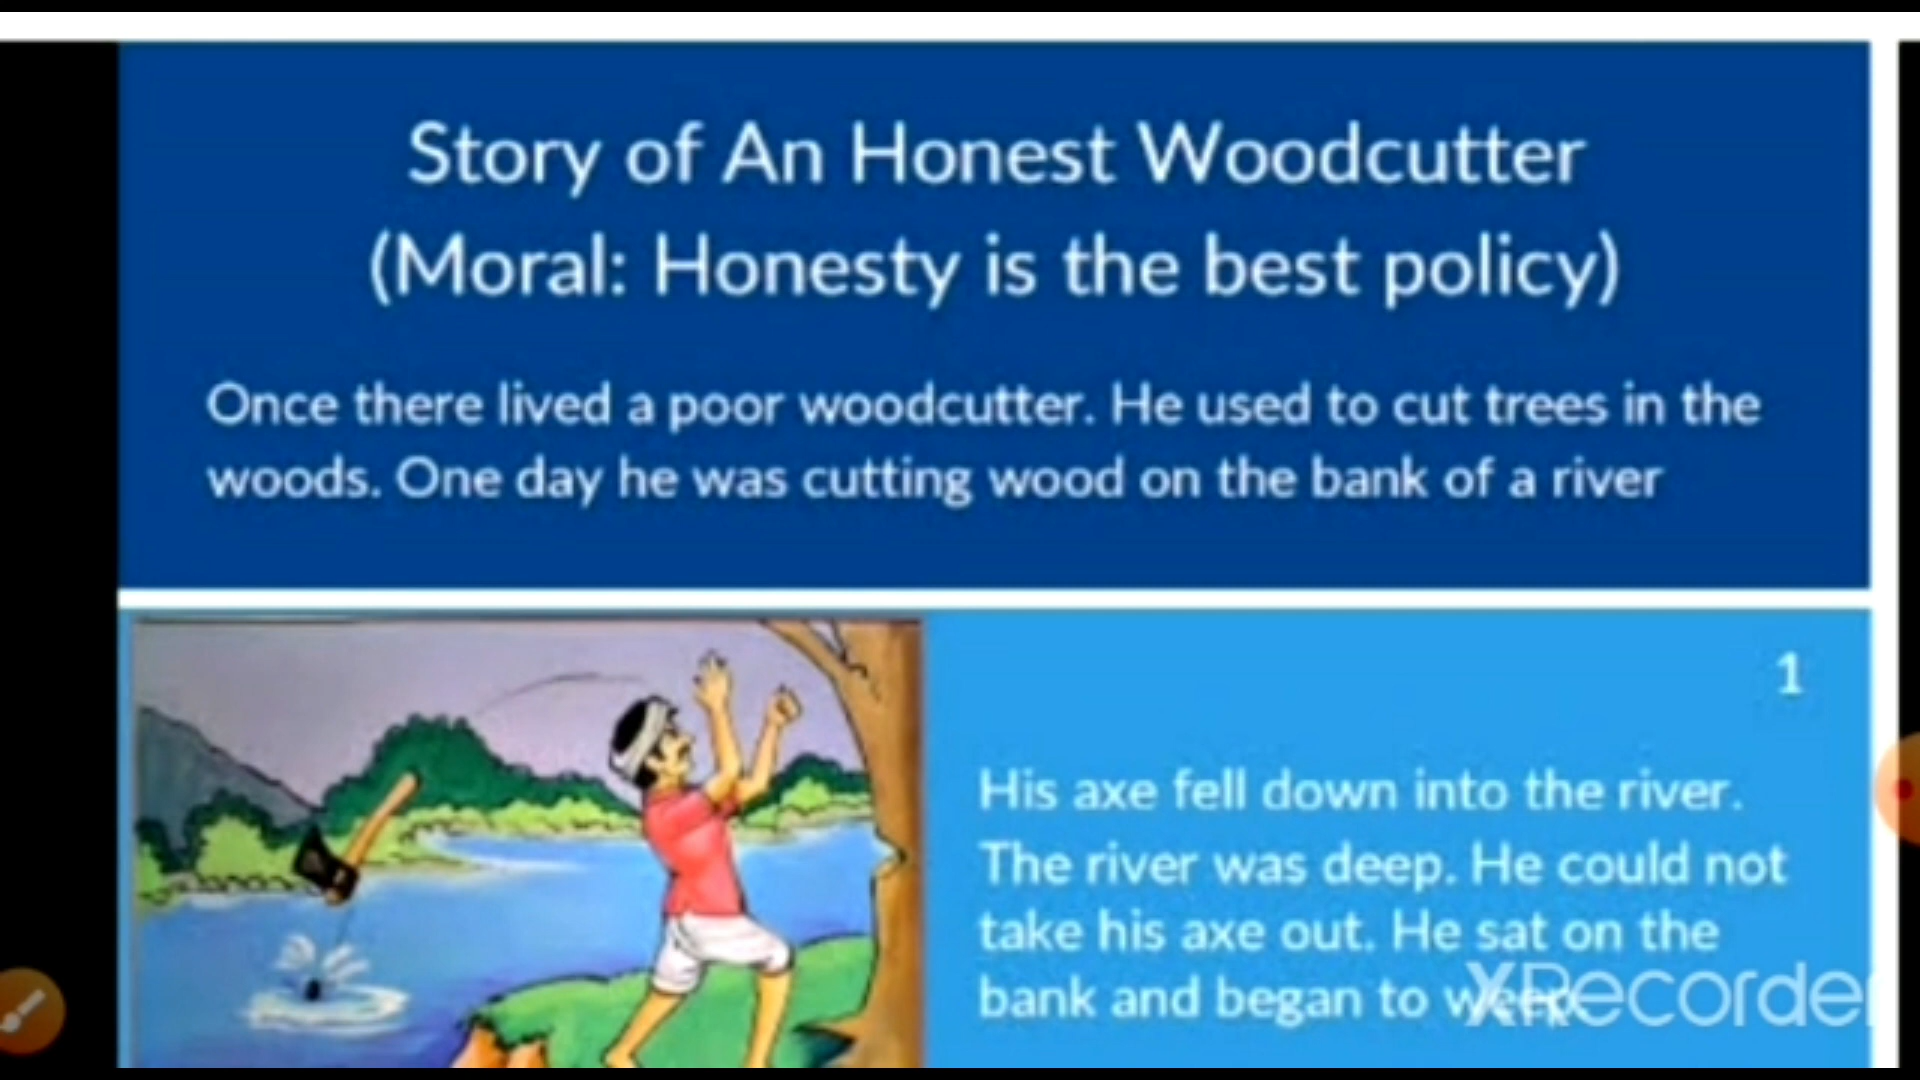 Story of An Honest Woodcutter
(Moral: Honesty is the best policy)
Once there lived a poor woodcutter. He used to cut trees in the
woods. One day he was cutting wood on the bank of a river
1
His axe fell down into the river.
The river was deep. He could not
take his axe out. He sat on the
bank and began to weep.
XRecorder